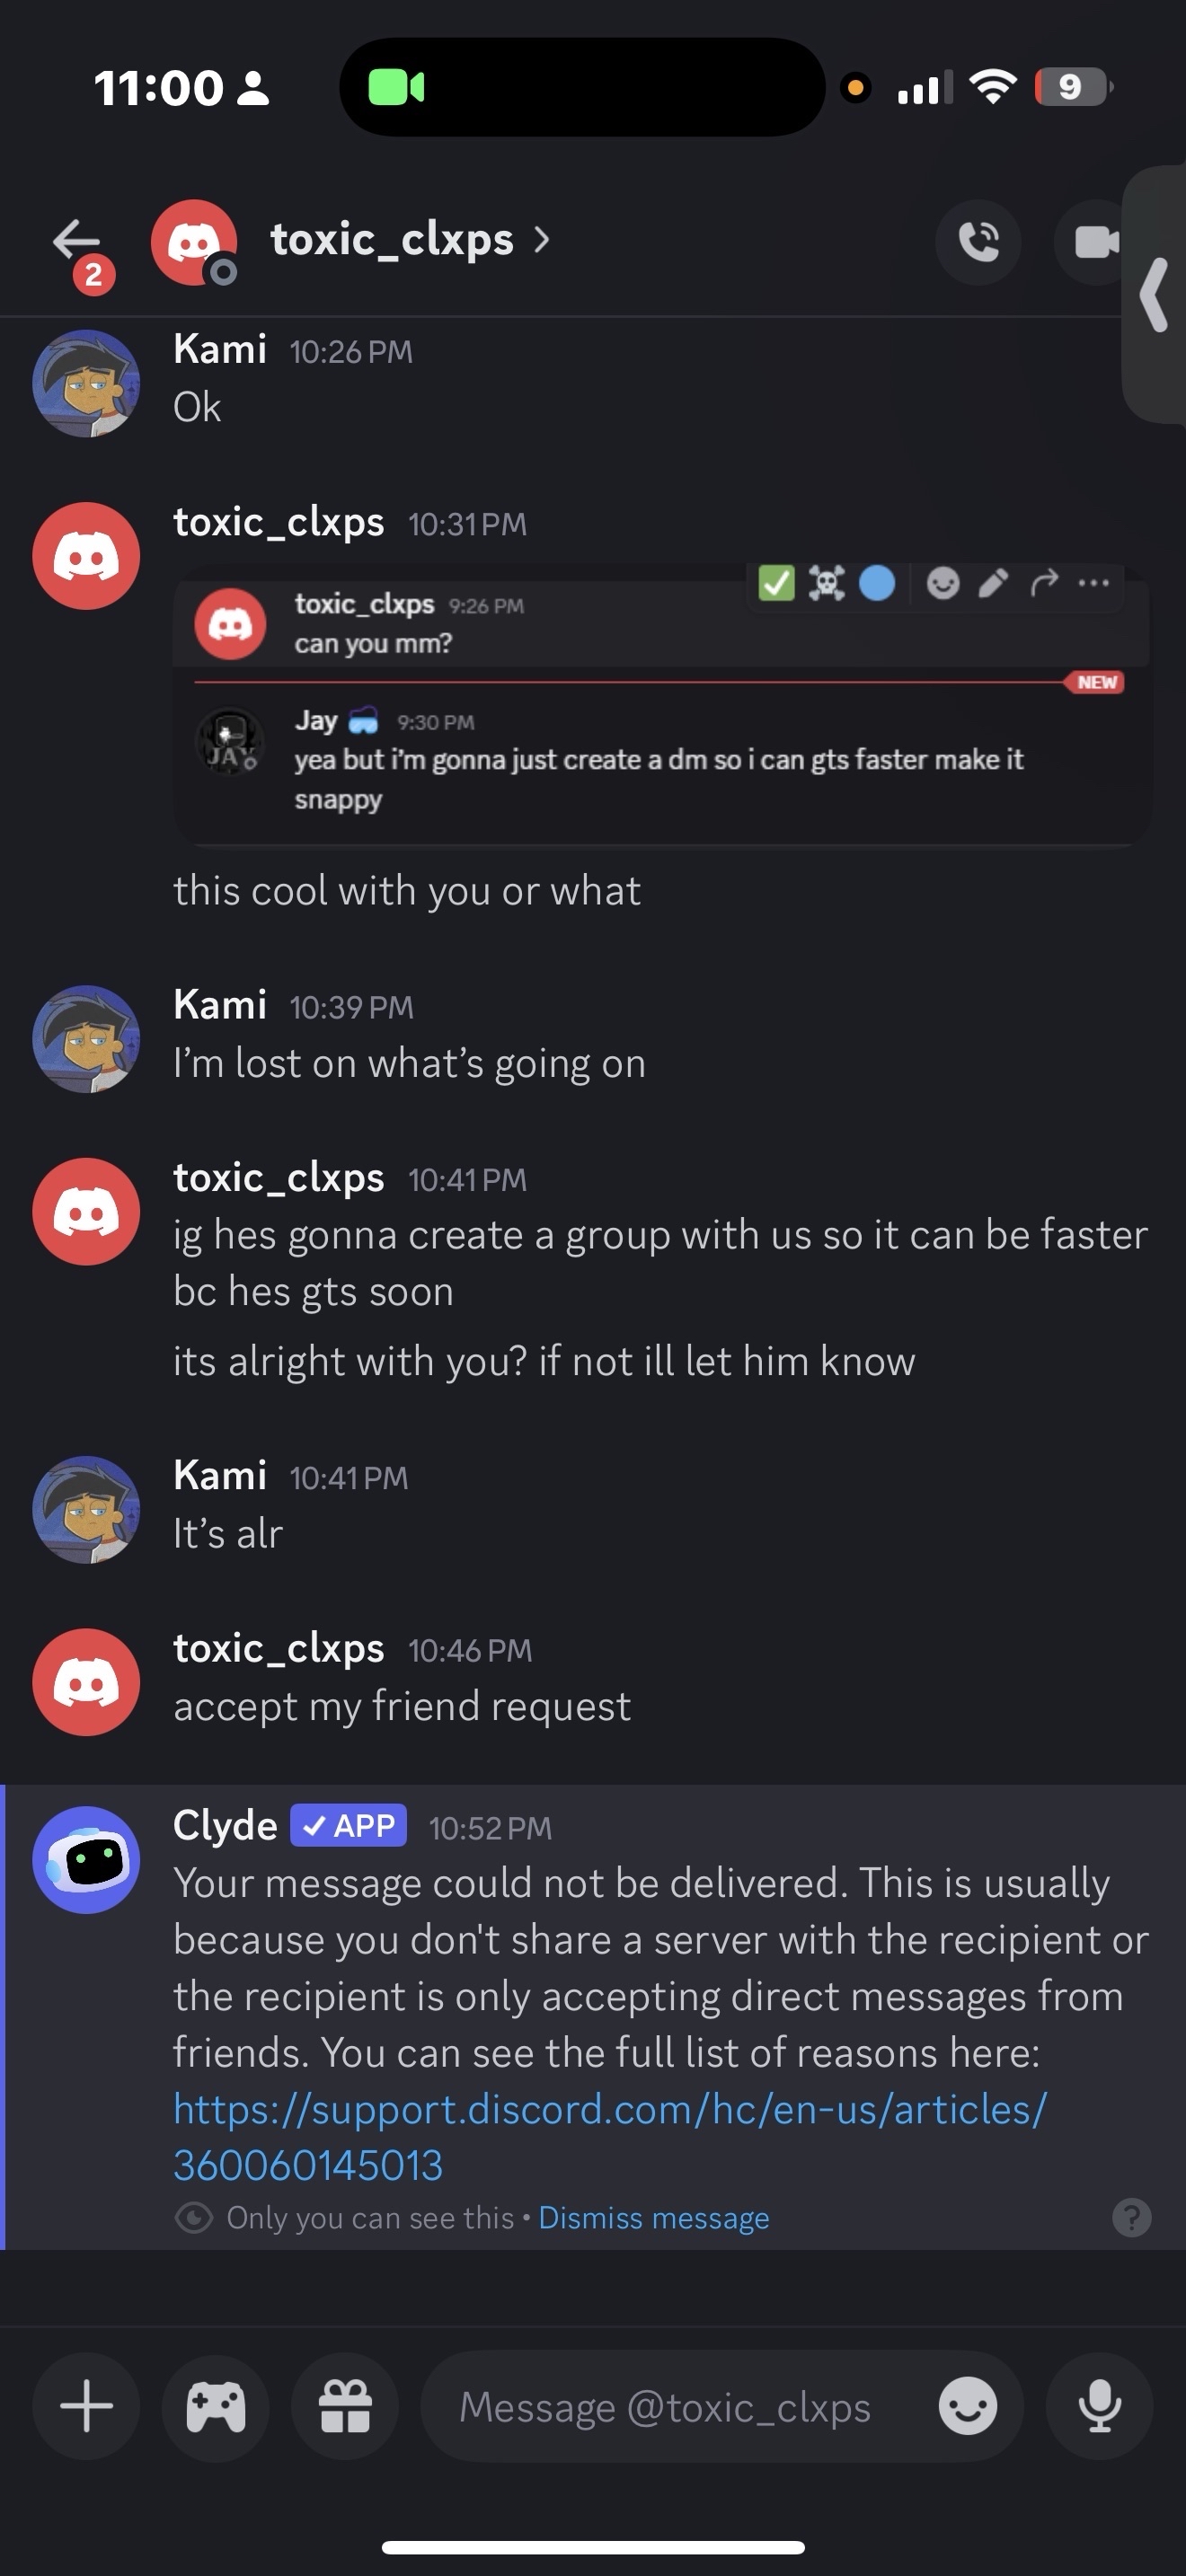 11:00
9
2
toxic_clxps
Kami 10:26 PM
Ok
toxic_clxps 10:31 PM
toxic_clxps 9:26 PM
can you mm?
NEW
Jay 9:30 PM
JAY
yea but i'm gonna just create a dm so i can gts faster make it
snappy
this cool with you or what
Kami 10:39 PM
I'm lost on what's going on
toxic_clxps 10:41 PM
ig hes gonna create a group with us so it can be faster
bc hes gts soon
its alright with you? if not ill let him know
Kami 10:41 PM
It's alr
toxic_clxps 10:46 PM
accept my friend request
Clyde ✓ APP 10:52 PM
Your message could not be delivered. This is usually
because you don't share a server with the recipient or
the recipient is only accepting direct messages from
friends. You can see the full list of reasons here:
https://support.discord.com/hc/en-us/articles/
360060145013
Only you can see this • Dismiss message
?
Message @toxic_clxps